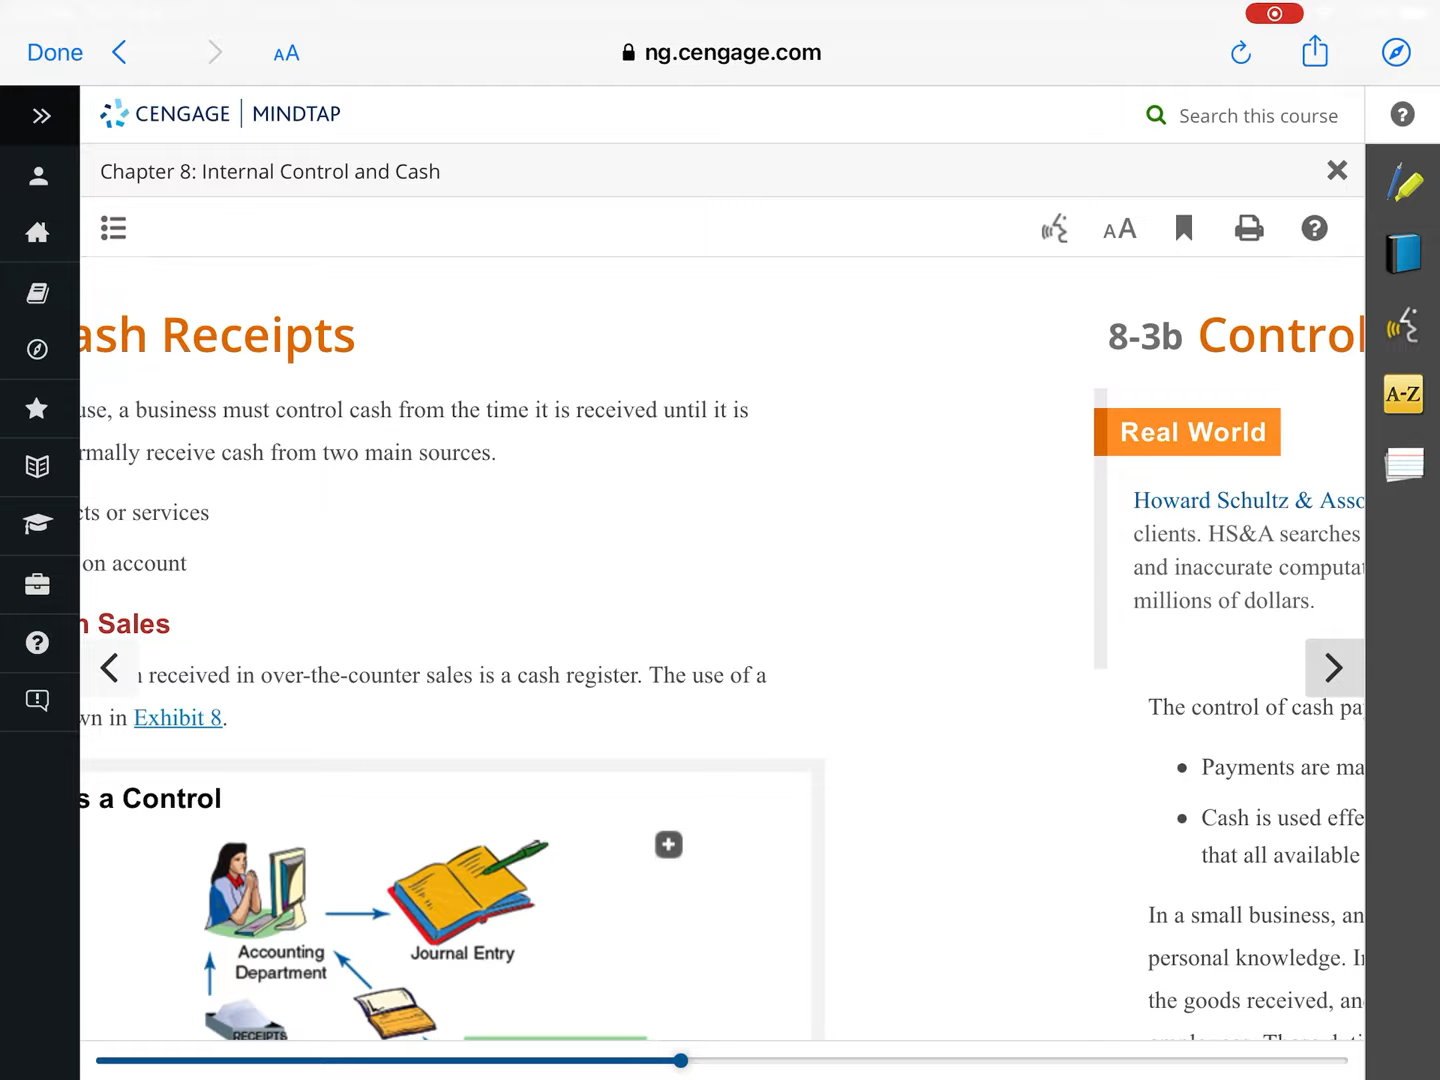 Done
AA
ng.cengage.com
CENGAGE | MINDTAP
Search this course
Chapter 8: Internal Control and Cash
AA
ash Receipts
use, a business must control cash from the time it is received until it is
rmally receive cash from two main sources.
cts or services
on account
n Sales
n received in over-the-counter sales is a cash register. The use of a
wn in Exhibit 8.
s a Control
Accounting
Department
Journal Entry
RECEIPTS
8-3b Control
Real World
Howard Schultz & Asso
clients. HS&A searches
and inaccurate computat
millions of dollars.
The control of cash pa
• Payments are ma
• Cash is used effe
that all available
In a small business, an
personal knowledge. I
the goods received, an
A-Z